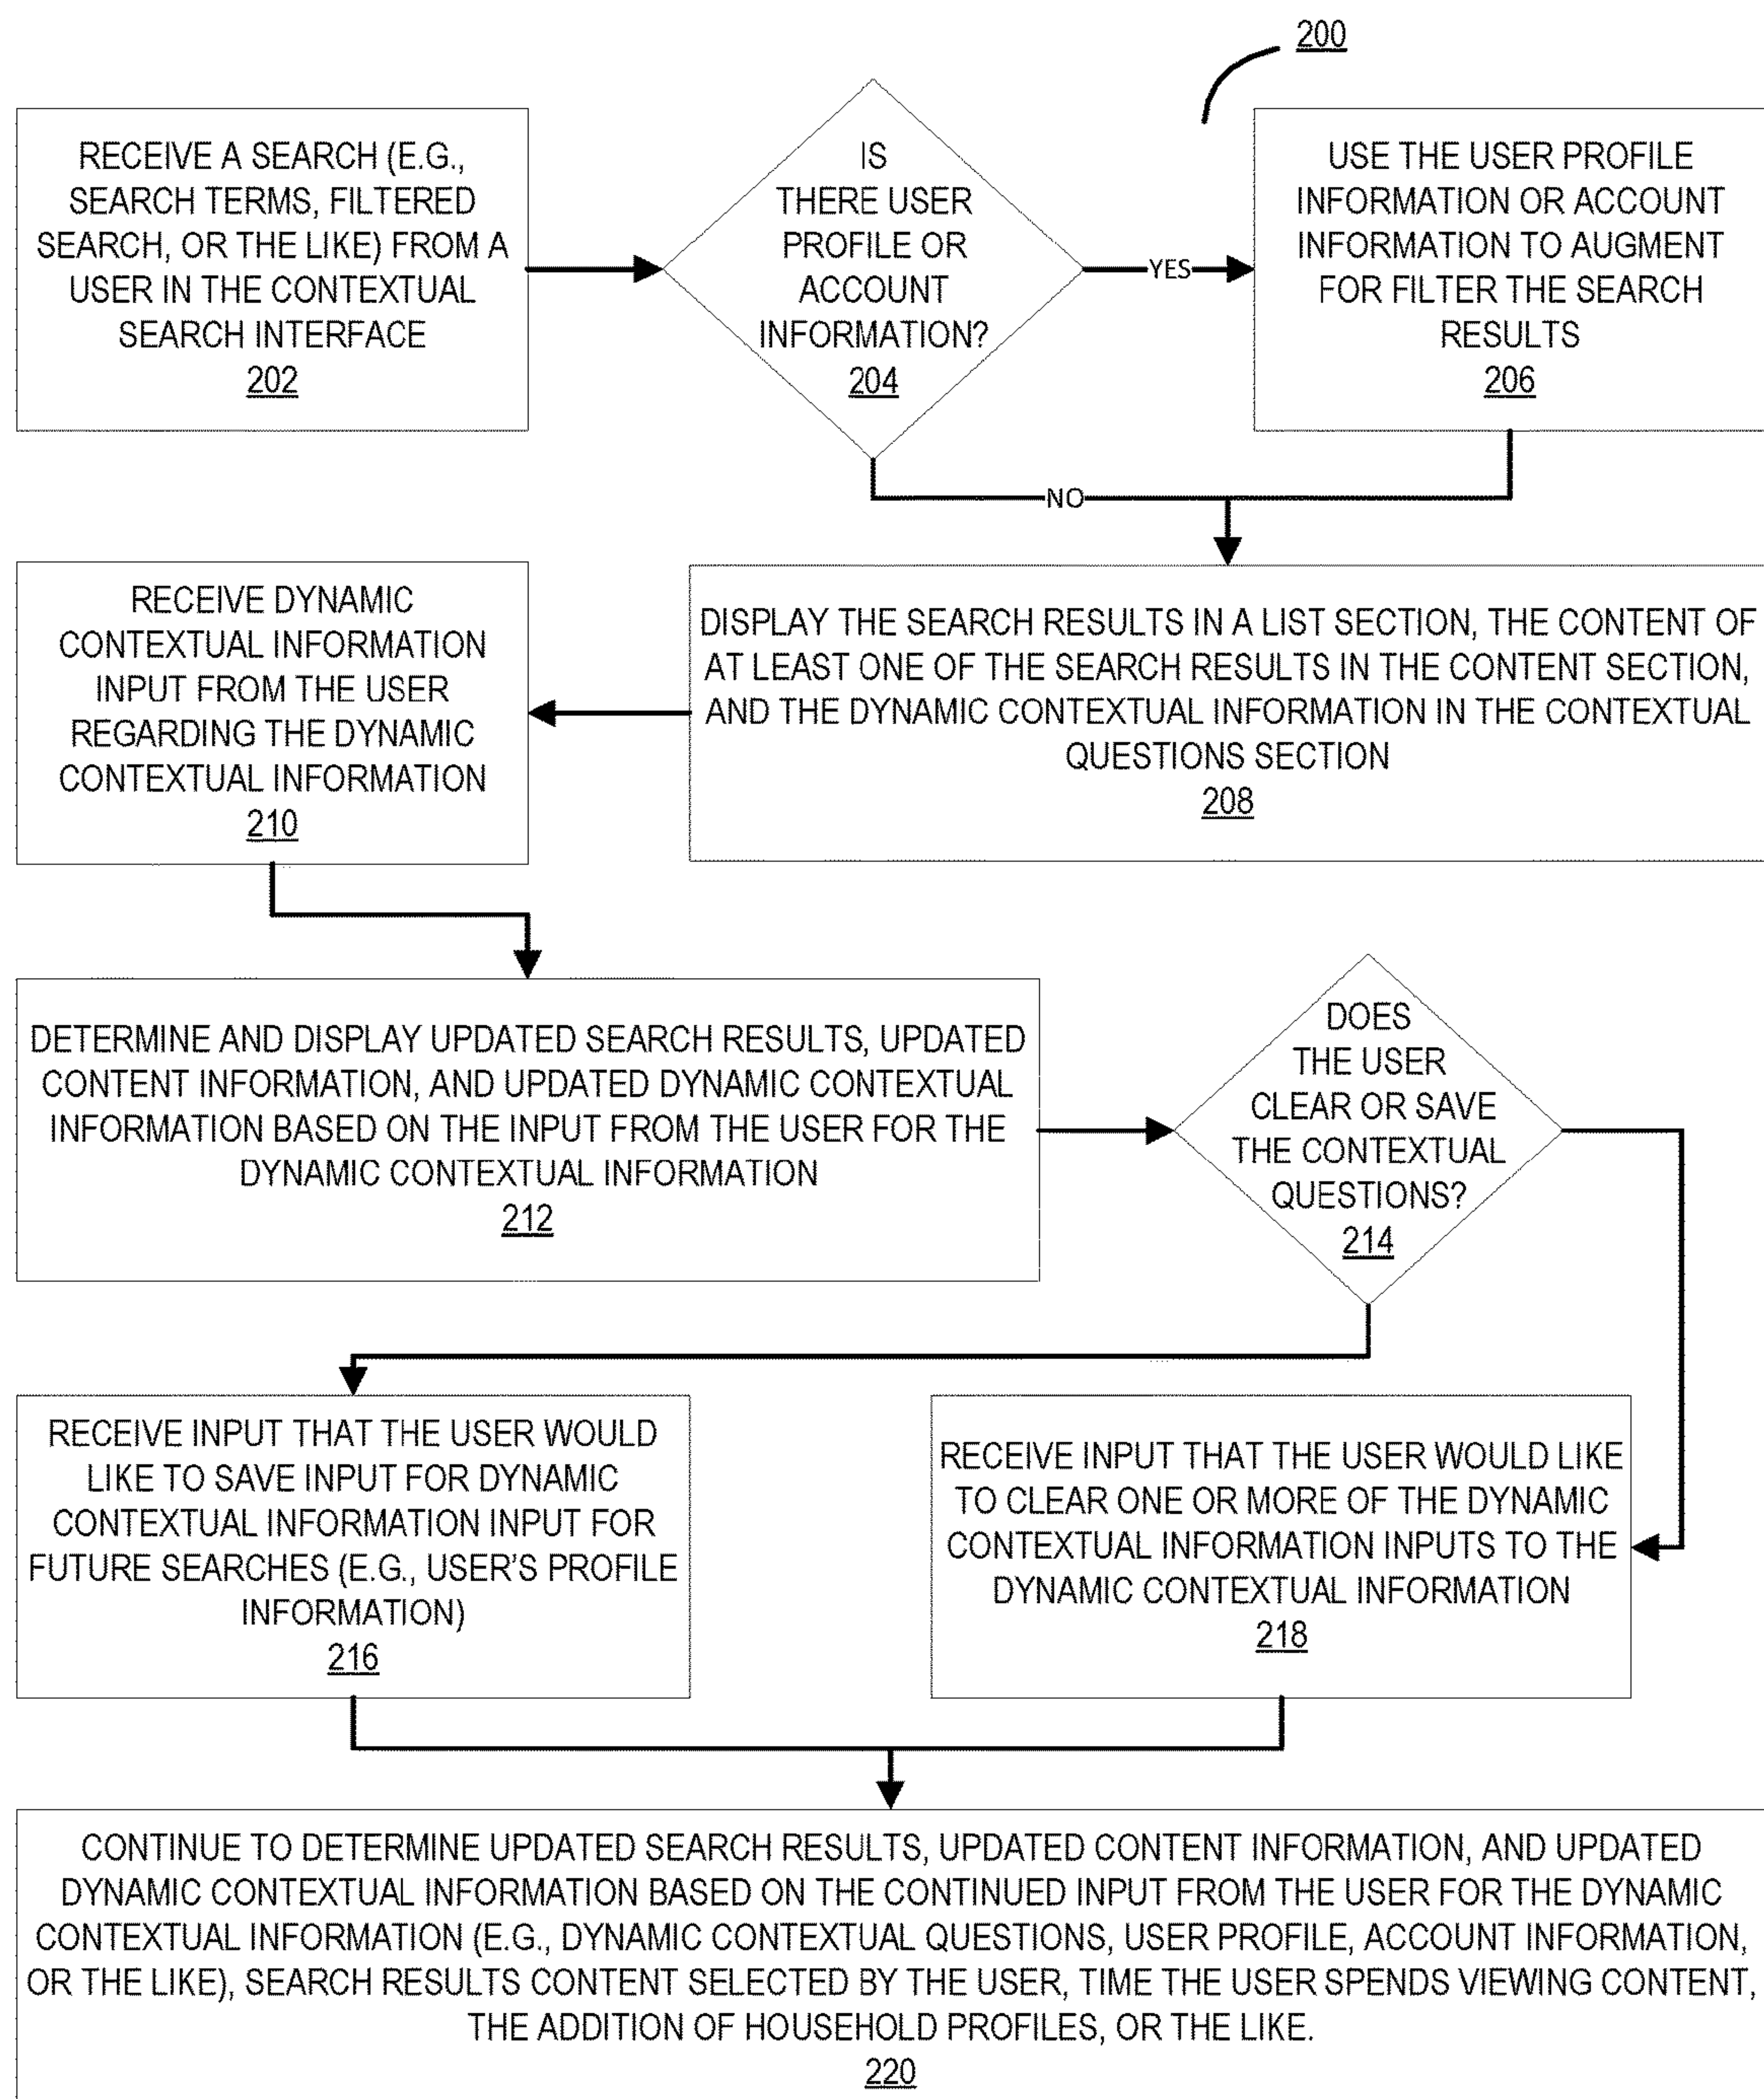 200
RECEIVE A SEARCH (E.G.,
SEARCH TERMS, FILTERED
SEARCH, OR THE LIKE) FROM A
USER IN THE CONTEXTUAL
SEARCH INTERFACE
202
IS
THERE USER
PROFILE OR
ACCOUNT
INFORMATION?
204
YES
USE THE USER PROFILE
INFORMATION OR ACCOUNT
INFORMATION TO AUGMENT
FOR FILTER THE SEARCH
RESULTS
206
NO
DISPLAY THE SEARCH RESULTS IN A LIST SECTION, THE CONTENT OF
AT LEAST ONE OF THE SEARCH RESULTS IN THE CONTENT SECTION,
AND THE DYNAMIC CONTEXTUAL INFORMATION IN THE CONTEXTUAL
QUESTIONS SECTION
208
RECEIVE DYNAMIC
CONTEXTUAL INFORMATION
INPUT FROM THE USER
REGARDING THE DYNAMIC
CONTEXTUAL INFORMATION
210
DETERMINE AND DISPLAY UPDATED SEARCH RESULTS, UPDATED
CONTENT INFORMATION, AND UPDATED DYNAMIC CONTEXTUAL
INFORMATION BASED ON THE INPUT FROM THE USER FOR THE
DYNAMIC CONTEXTUAL INFORMATION
212
DOES
THE USER
CLEAR OR SAVE
THE CONTEXTUAL
QUESTIONS?
214
RECEIVE INPUT THAT THE USER WOULD
LIKE TO SAVE INPUT FOR DYNAMIC
CONTEXTUAL INFORMATION INPUT FOR
FUTURE SEARCHES (E.G., USER'S PROFILE
INFORMATION)
216
RECEIVE INPUT THAT THE USER WOULD LIKE
TO CLEAR ONE OR MORE OF THE DYNAMIC
CONTEXTUAL INFORMATION INPUTS TO THE
DYNAMIC CONTEXTUAL INFORMATION
218
CONTINUE TO DETERMINE UPDATED SEARCH RESULTS, UPDATED CONTENT INFORMATION, AND UPDATED
DYNAMIC CONTEXTUAL INFORMATION BASED ON THE CONTINUED INPUT FROM THE USER FOR THE DYNAMIC
CONTEXTUAL INFORMATION (E.G., DYNAMIC CONTEXTUAL QUESTIONS, USER PROFILE, ACCOUNT INFORMATION,
OR THE LIKE), SEARCH RESULTS CONTENT SELECTED BY THE USER, TIME THE USER SPENDS VIEWING CONTENT,
THE ADDITION OF HOUSEHOLD PROFILES, OR THE LIKE.
220